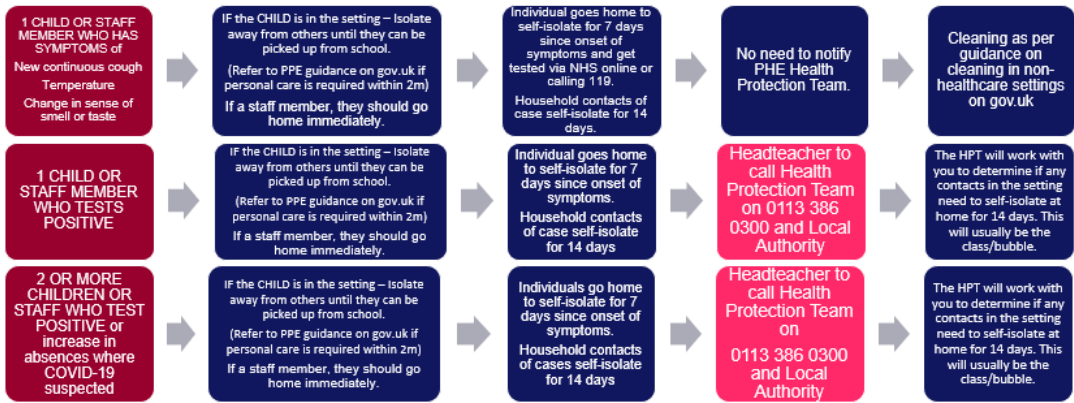 1 CHILD OR STAFF
MEMBER WHO HAS
SYMPTOMS of
New continuous cough
Temperature
Change in sense of
smell or taste
IF the CHILD is in the setting – Isolate
away from others until they can be
picked up from school.
(Refer to PPE guidance on gov.uk if
personal care is required within 2m)
If a staff member, they should go
home immediately.
Individual goes home to
self-isolate for 7 days
since onset of
symptoms and get
tested via NHS online or
calling 119.
Household contacts of
case self-isolate for 14
days.
No need to notify
PHE Health
Protection Team.
Cleaning as per
guidance on
cleaning in non-
healthcare settings
on gov.uk
1 CHILD OR
STAFF MEMBER
WHO TESTS
POSITIVE
IF the CHILD is in the setting – Isolate
away from others until they can be
picked up from school.
(Refer to PPE guidance on gov.uk if
personal care is required within 2m)
If a staff member, they should go
home immediately.
Individual goes home
to self-isolate for 7
days since onset of
symptoms.
Household contacts
of case self-isolate
for 14 days
Headteacher to
call Health
Protection Team
on 0113 386
0300 and Local
Authority
The HPT will work with
you to determine if any
contacts in the setting
need to self-isolate at
home for 14 days. This
will usually be the
class/bubble.
2 OR MORE
CHILDREN OR
STAFF WHO TEST
POSITIVE or
increase in
absences where
COVID-19
suspected
IF the CHILD is in the setting – Isolate
away from others until they can be
picked up from school.
(Refer to PPE guidance on gov.uk if
personal care is required within 2m)
If a staff member, they should go
home immediately.
Individuals go home
to self-isolate for 7
days since onset of
symptoms.
Household contacts
of cases self-isolate
for 14 days
Headteacher to
call Health
Protection Team
on
0113 386 0300
and Local
Authority
The HPT will work with
you to determine if any
contacts in the setting
need to self-isolate at
home for 14 days. This
will usually be the
class/bubble.